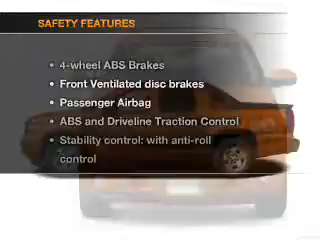 SAFETY FEATURES
• 4-wheel ABS Brakes
• Front Ventilated disc brakes
• Passenger Airbag
• ABS and Driveline Traction Control
• Stability control: with anti-roll
control